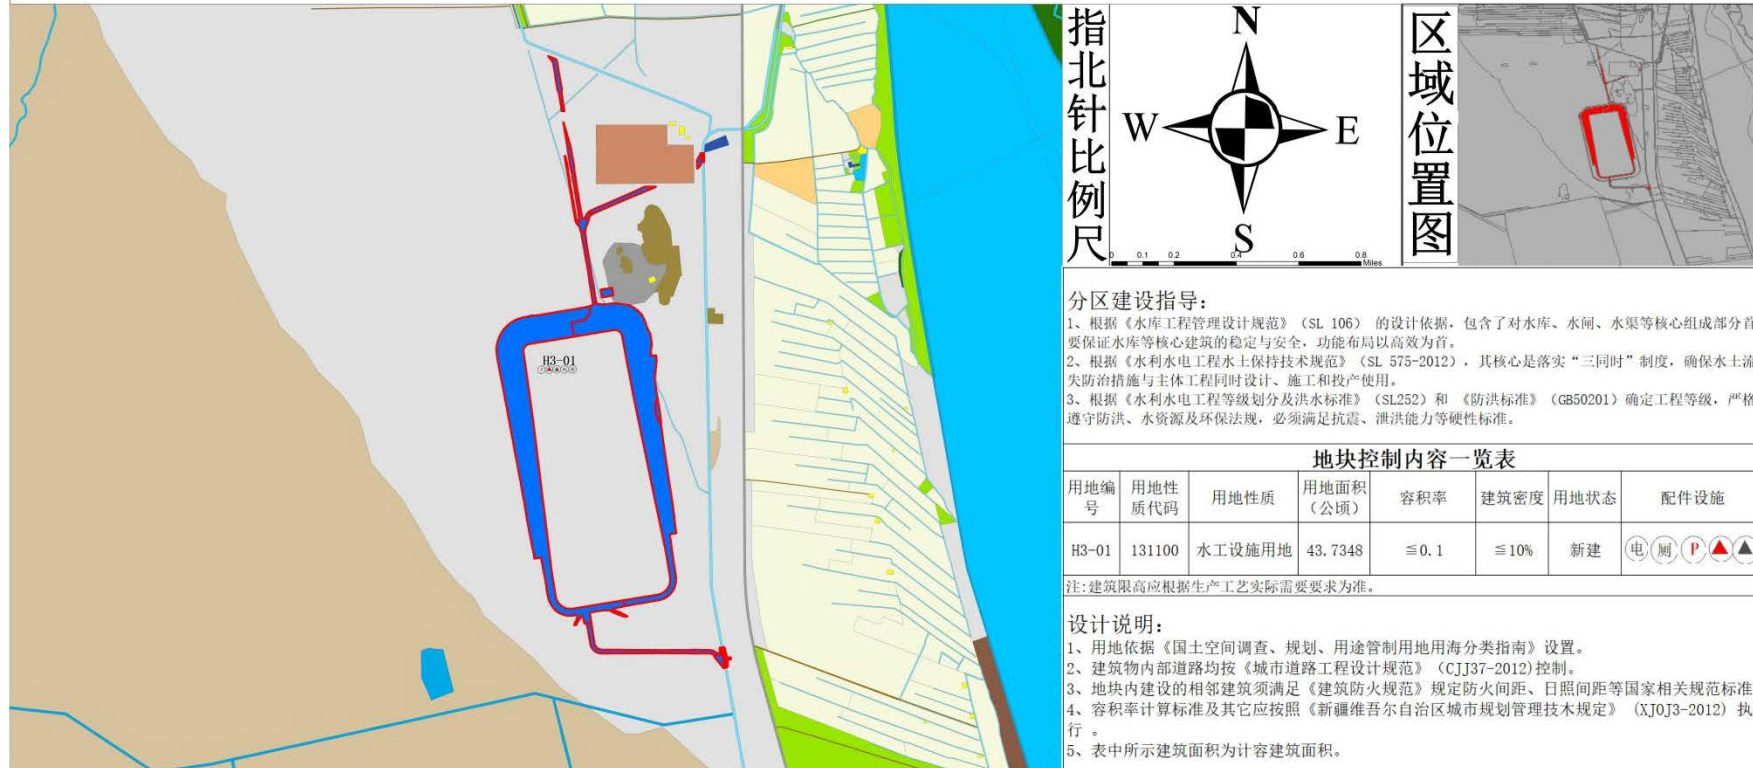 指北针比例尺
N
W
E
S
0 0.1 0.2 0.4 0.6 0.8
Miles
区域位置图
H3-01
分区建设指导：
1、根据《水库工程管理设计规范》（SL 106） 的设计依据，包含了对水库、水闸、水渠等核心组成部分首
要保证水库等核心建筑的稳定与安全，功能布局以高效为首。
2、根据《水利水电工程水土保持技术规范》（SL 575-2012），其核心是落实“三同时”制度，确保水土流
失防治措施与主体工程同时设计、施工和投产使用。
3、根据《水利水电工程等级划分及洪水标准》（SL252）和 《防洪标准》（GB50201）确定工程等级，严格
遵守防洪、水资源及环保法规，必须满足抗震、泄洪能力等硬性标准。
地块控制内容一览表
用地编号 用地性质代码 用地性质 用地面积（公顷） 容积率 建筑密度 用地状态 配件设施
H3-01 131100 水工设施用地 43.7348 ≦0.1 ≦10% 新建 电 厕 P
注:建筑限高应根据生产工艺实际需要要求为准。
设计说明：
1、用地依据《国土空间调查、规划、用途管制用地用海分类指南》设置。
2、建筑物内部道路均按《城市道路工程设计规范》（CJJ37-2012)控制。
3、地块内建设的相邻建筑须满足《建筑防火规范》规定防火间距、日照间距等国家相关规范标准
4、容积率计算标准及其它应按照《新疆维吾尔自治区城市规划管理技术规定》（XJ0J3-2012）执
行 。
5、表中所示建筑面积为计容建筑面积。